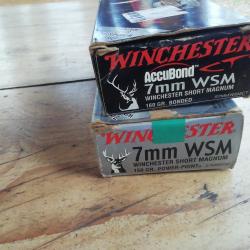 WINCHESTER
AccuBond
7mm WSM
WINCHESTER SHORT MAGNUM
160 GR. BONDED
WINCHESTER
7mm WSM
WINCHESTER SHORT MAGNUM
150 GR. POWER-POINT